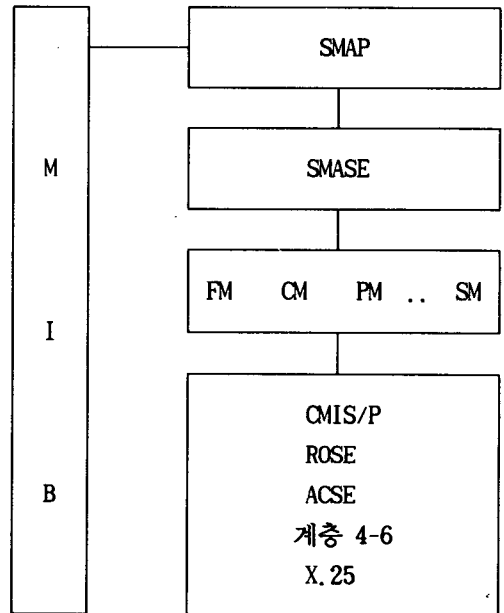 SMAP
SMASE
FM CM PM .. SM
CMIS/P
ROSE
ACSE
계층 4-6
X.25
M
I
B